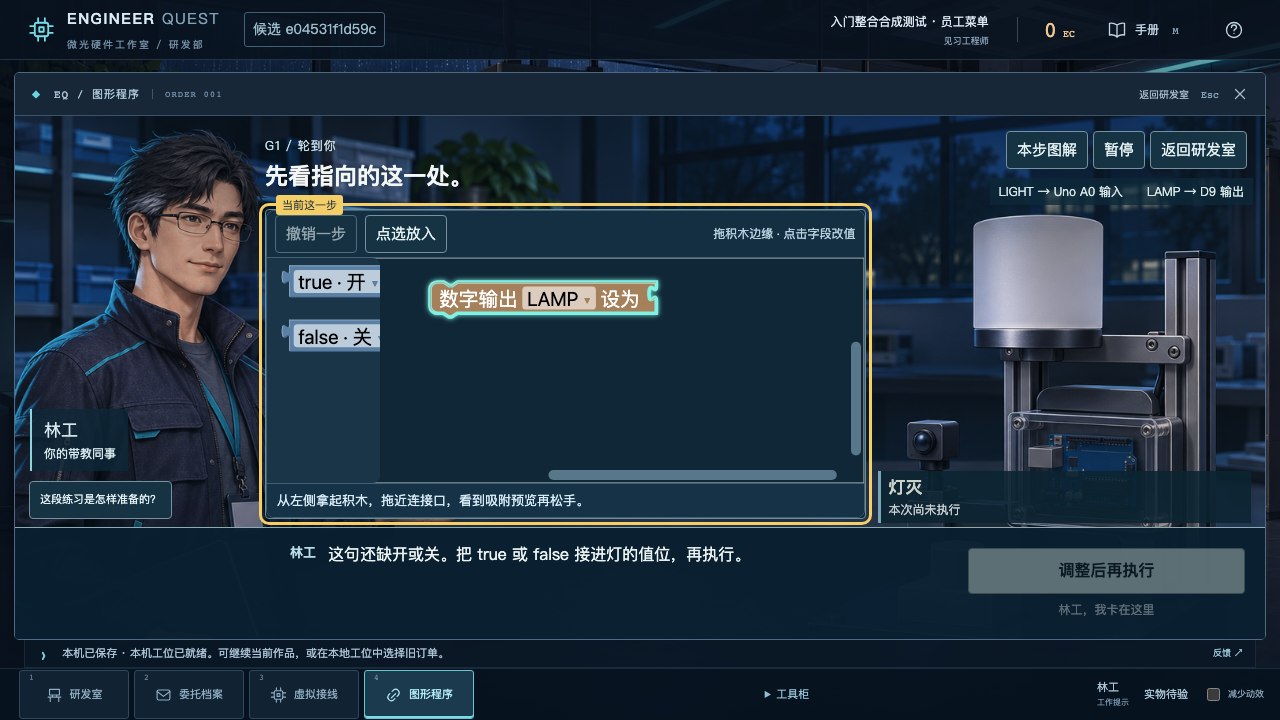 ENGINEER QUEST
微光硬件工作室 / 研发部
候选 e04531f1d59c
入门整合合成测试 · 员工菜单
见习工程师
0 EC
手册 M
EQ / 图形程序
ORDER 001
返回研发室 Esc
G1 / 轮到你
先看指向的这一处。
本步图解
暂停
返回研发室
LIGHT → Uno A0 输入
LAMP → D9 输出
当前这一步
撤销一步
点选放入
拖积木边缘 · 点击字段改值
true · 开
false · 关
数字输出 LAMP 设为
从左侧拿起积木，拖近连接口，看到吸附预览再松手。
林工
你的带教同事
这段练习是怎样准备的?
灯灭
本次尚未执行
林工 这句还缺开或关。把 true 或 false 接进灯的值位，再执行。
调整后再执行
林工，我卡在这里
本机已保存 · 本机工位已就绪。可继续当前作品，或在本地工位中选择旧订单。
反馈 ↗
1 研发室
2 委托档案
3 虚拟接线
4 图形程序
工具柜
林工
工作提示
实物待验
减少动效